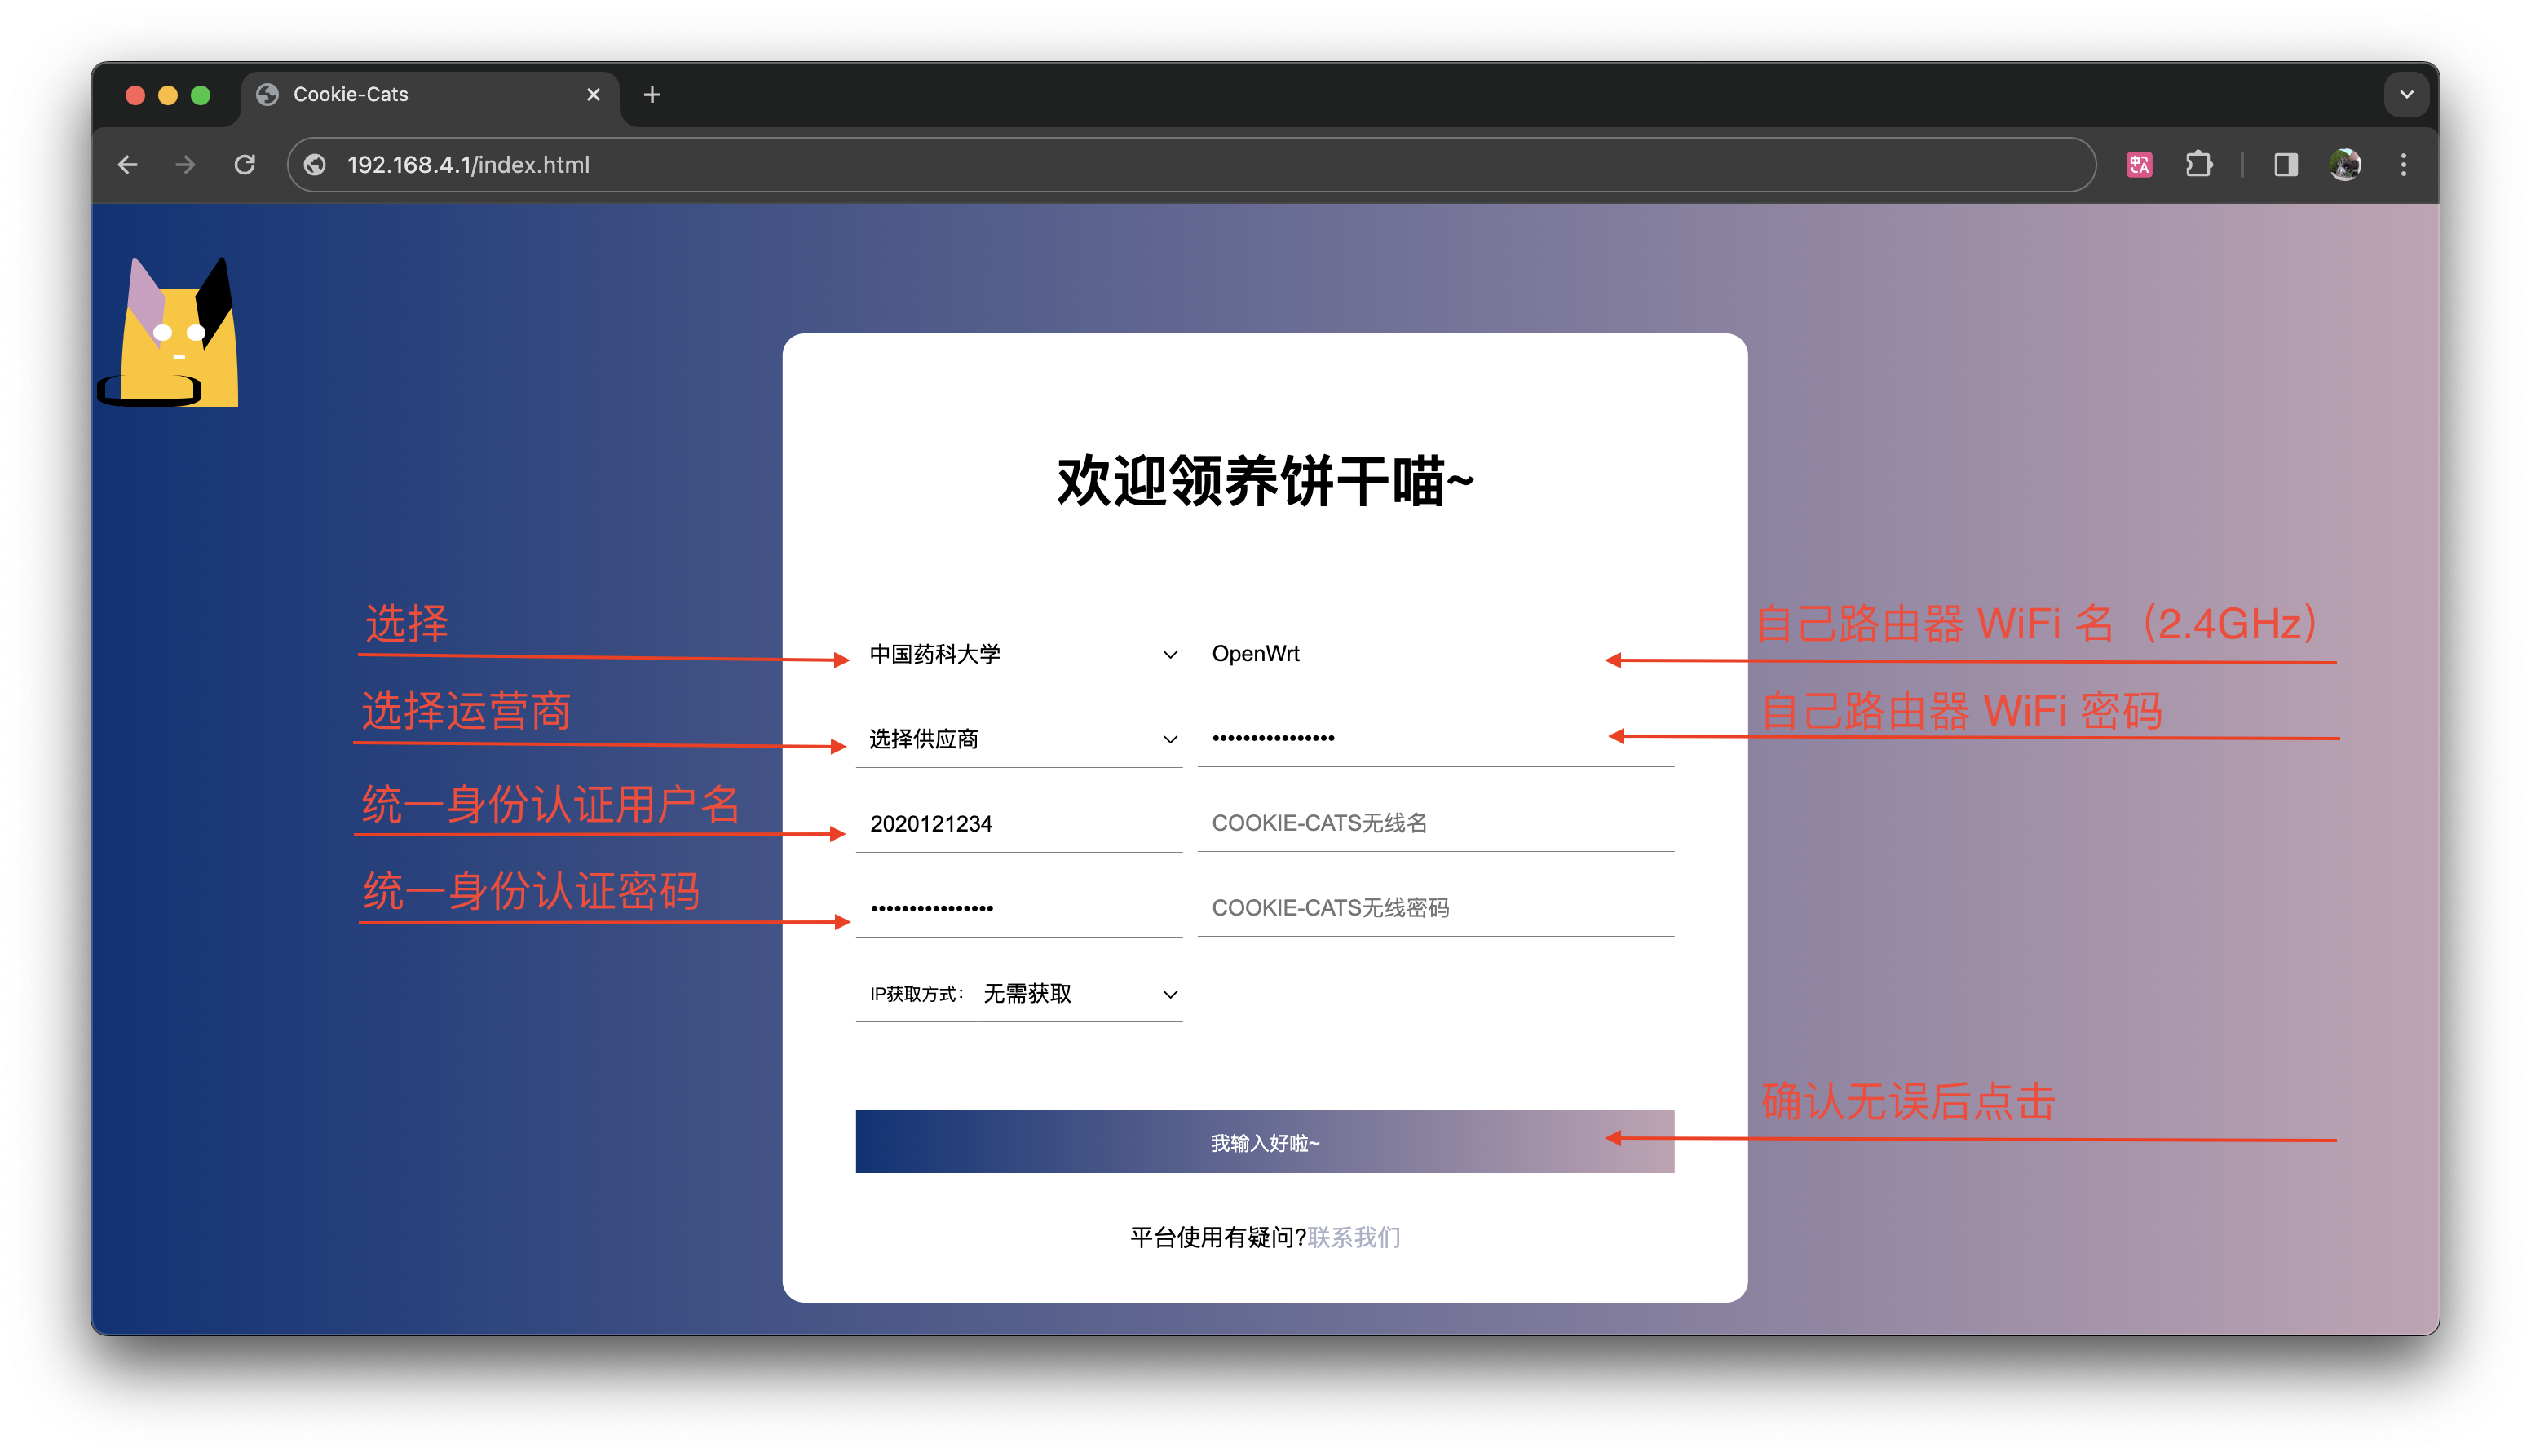 Cookie-Cats
192.168.4.1/index.html
欢迎领养饼干喵~
选择
中国药科大学
OpenWrt
自己路由器 WiFi 名（2.4GHz）
选择运营商
选择供应商
••••••••••••••••
自己路由器 WiFi 密码
统一身份认证用户名
2020121234
COOKIE-CATS无线名
统一身份认证密码
••••••••••••••••
COOKIE-CATS无线密码
IP获取方式： 无需获取
我输入好啦~
确认无误后点击
平台使用有疑问?联系我们